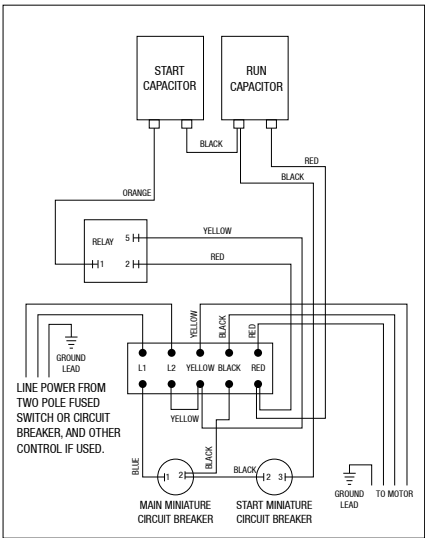 START
CAPACITOR
RUN
CAPACITOR
BLACK
RED
BLACK
ORANGE
RELAY
5
YELLOW
1
2
RED
YELLOW
BLACK
RED
GROUND
LEAD
L1
L2
YELLOW
BLACK
RED
LINE POWER FROM
TWO POLE FUSED
SWITCH OR CIRCUIT
BREAKER, AND OTHER
CONTROL IF USED.
YELLOW
BLUE
BLACK
1
2
BLACK
2
3
MAIN MINIATURE
CIRCUIT BREAKER
START MINIATURE
CIRCUIT BREAKER
GROUND
LEAD
TO MOTOR